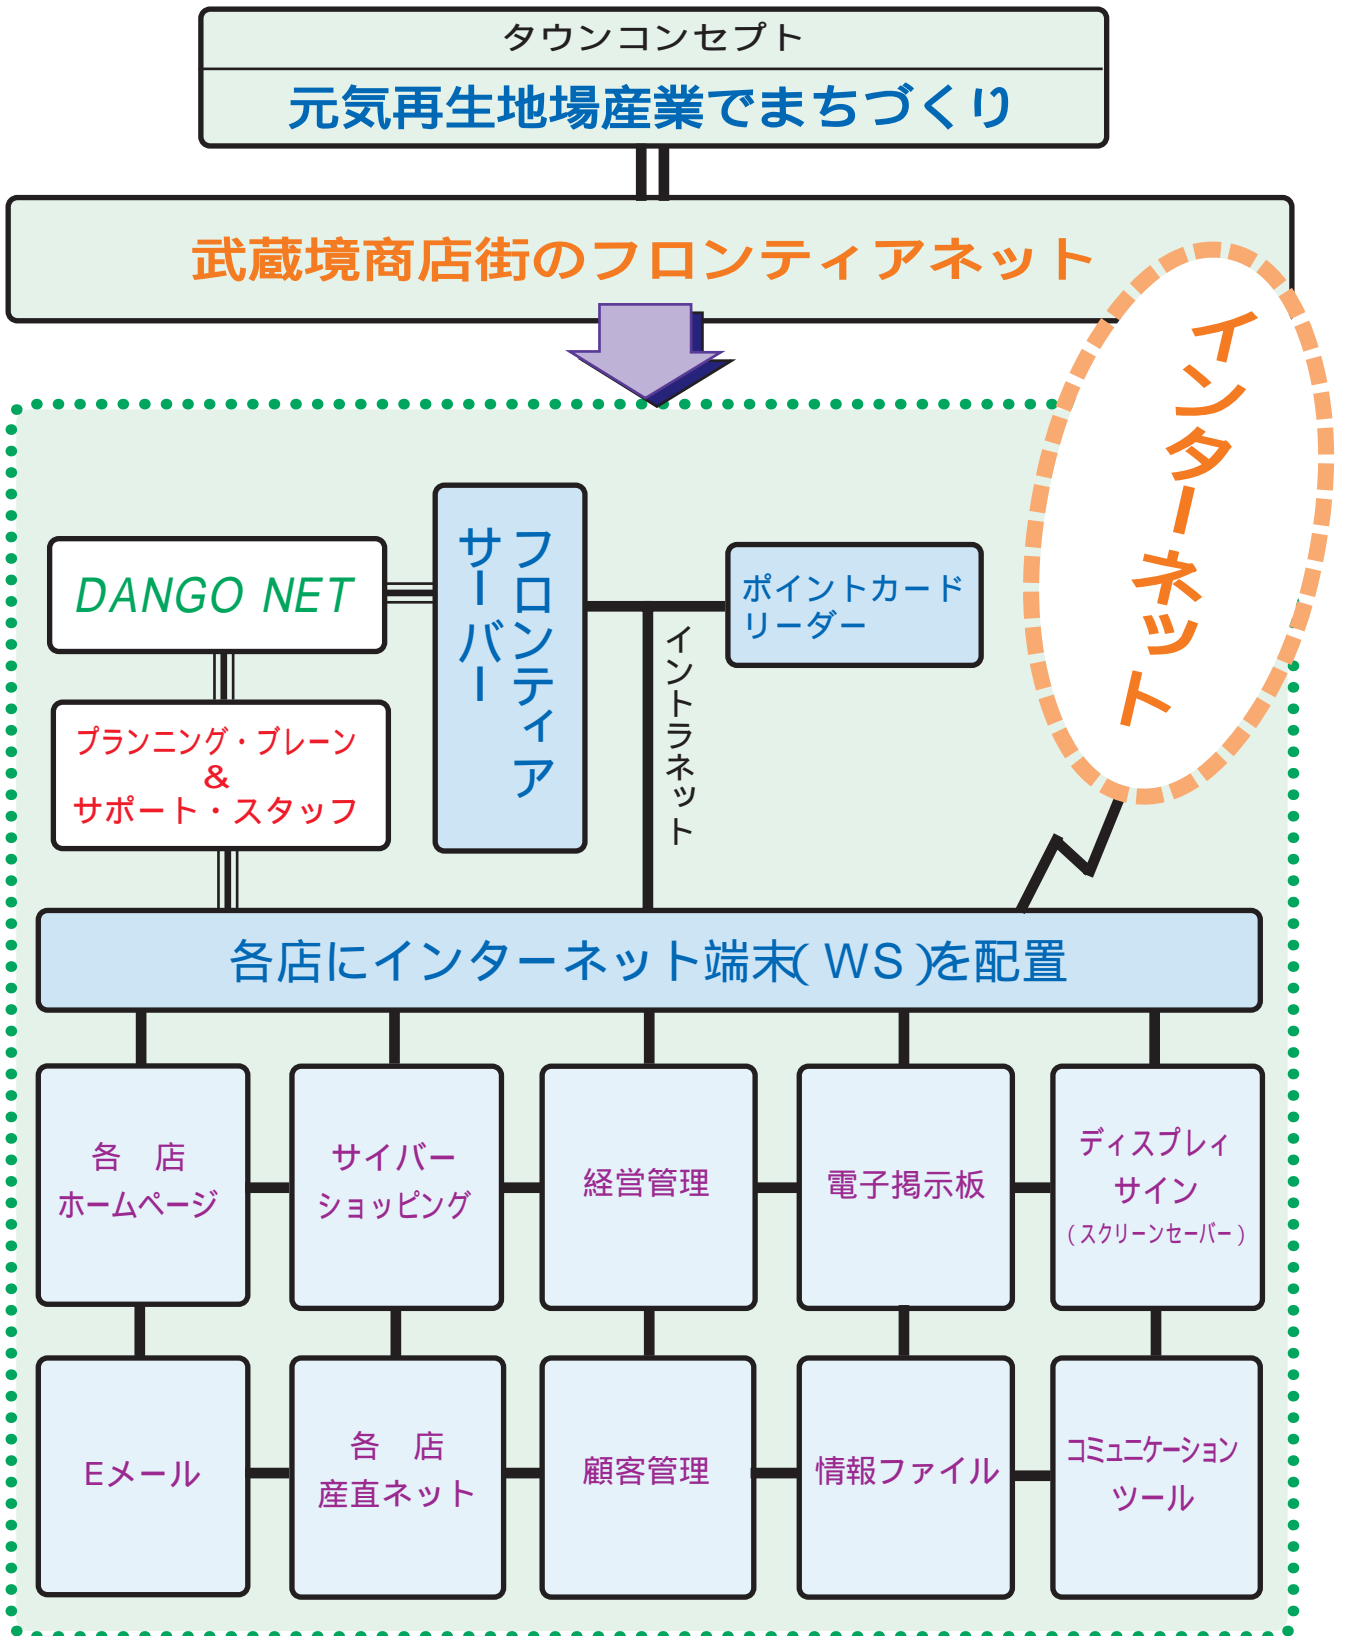 タウンコンセプト
元気再生地場産業でまちづくり
武蔵境商店街のフロンティアネット
インターネット
フロンティア
サーバー
DANGO NET
ポイントカード
リーダー
イントラネット
プランニング・ブレーン
&
サポート・スタッフ
各店にインターネット端末(WS)を配置
各　店
ホームページ
サイバー
ショッピング
経営管理
電子掲示板
ディスプレィ
サイン
(スクリーンセーバー)
Eメール
各　店
産直ネット
顧客管理
情報ファイル
コミュニケーション
ツール